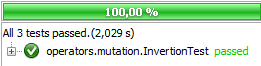 100,00 %
All 3 tests passed.(2,029 s)
operators.mutation.InvertionTest passed